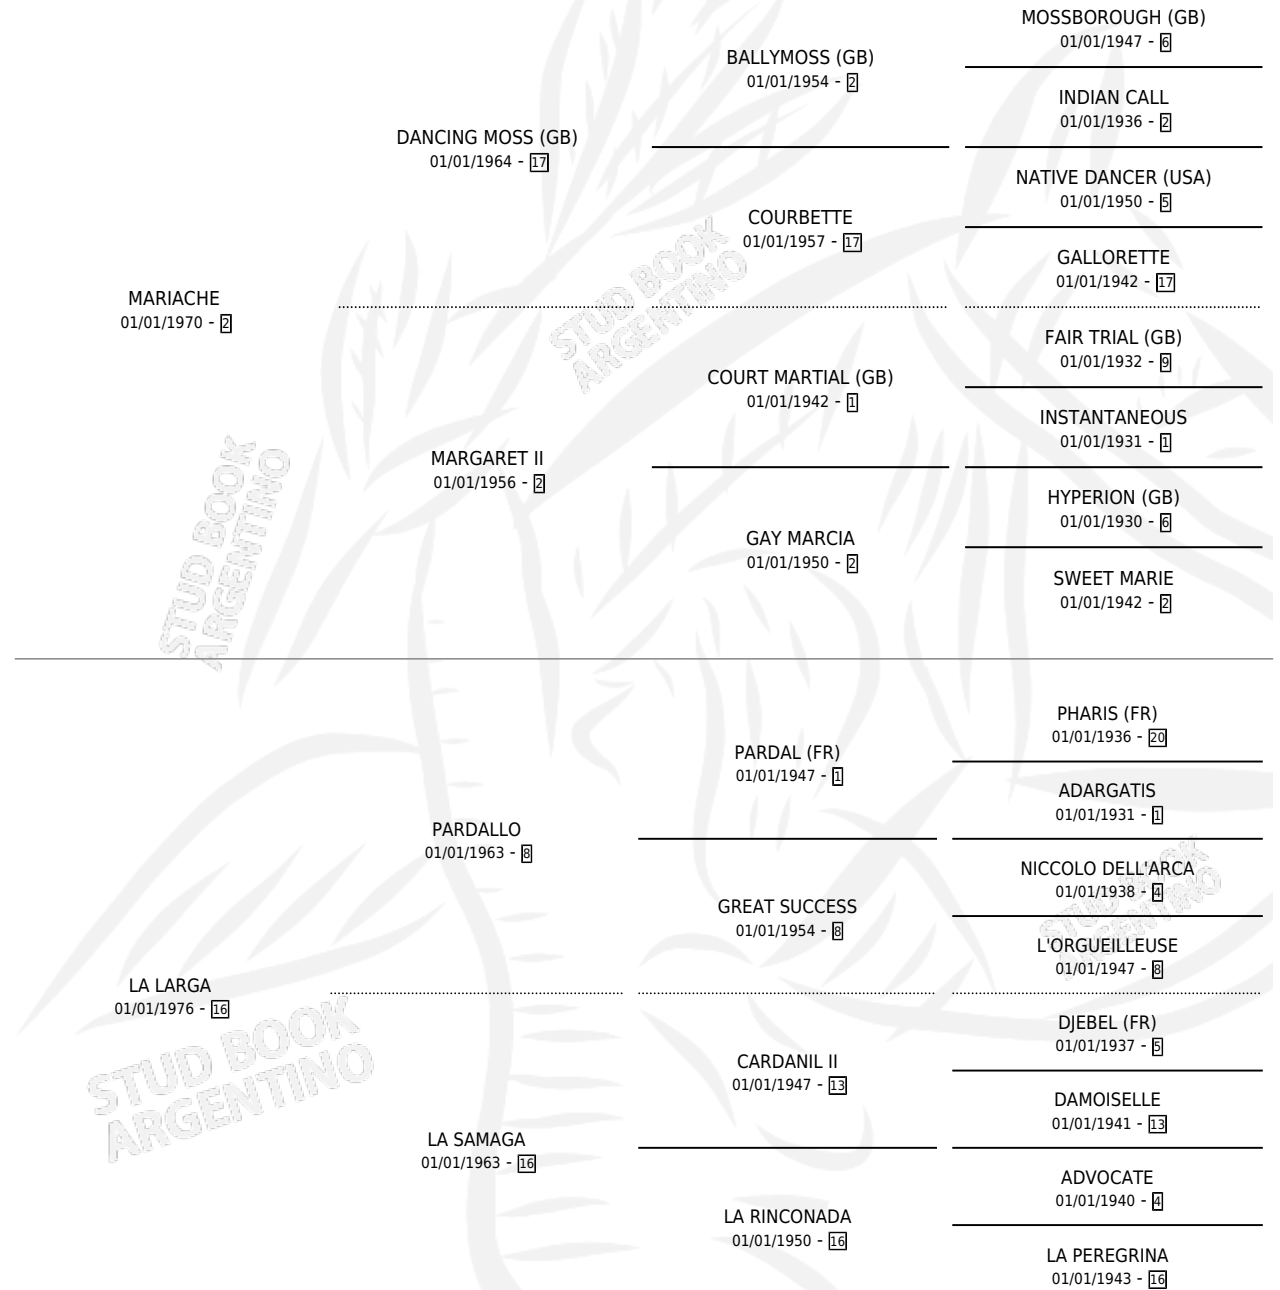 MOSSBOROUGH (GB)
01/01/1947 - 6
BALLYMOSS (GB)
01/01/1954 - 2
INDIAN CALL
01/01/1936 - 2
DANCING MOSS (GB)
01/01/1964 - 17
NATIVE DANCER (USA)
01/01/1950 - 5
COURBETTE
01/01/1957 - 17
GALLORETTE
01/01/1942 - 17
MARIACHE
01/01/1970 - 2
FAIR TRIAL (GB)
01/01/1932 - 9
COURT MARTIAL (GB)
01/01/1942 - 1
INSTANTANEOUS
01/01/1931 - 1
MARGARET II
01/01/1956 - 2
HYPERION (GB)
01/01/1930 - 6
GAY MARCIA
01/01/1950 - 2
SWEET MARIE
01/01/1942 - 2
PHARIS (FR)
01/01/1936 - 20
PARDAL (FR)
01/01/1947 - 1
ADARGATIS
01/01/1931 - 1
PARDALLO
01/01/1963 - 8
NICCOLO DELL'ARCA
01/01/1938 - 4
GREAT SUCCESS
01/01/1954 - 8
L'ORGUEILLEUSE
01/01/1947 - 8
LA LARGA
01/01/1976 - 16
DJEBEL (FR)
01/01/1937 - 5
CARDANIL II
01/01/1947 - 13
DAMOISELLE
01/01/1941 - 13
LA SAMAGA
01/01/1963 - 16
ADVOCATE
01/01/1940 - 4
LA RINCONADA
01/01/1950 - 16
LA PEREGRINA
01/01/1943 - 16
STUD BOOK
ARGENTINO
STUD BOOK
ARGENTINO
STUD BOOK
ARGENTINO
STUD BOOK
ARGENTINO